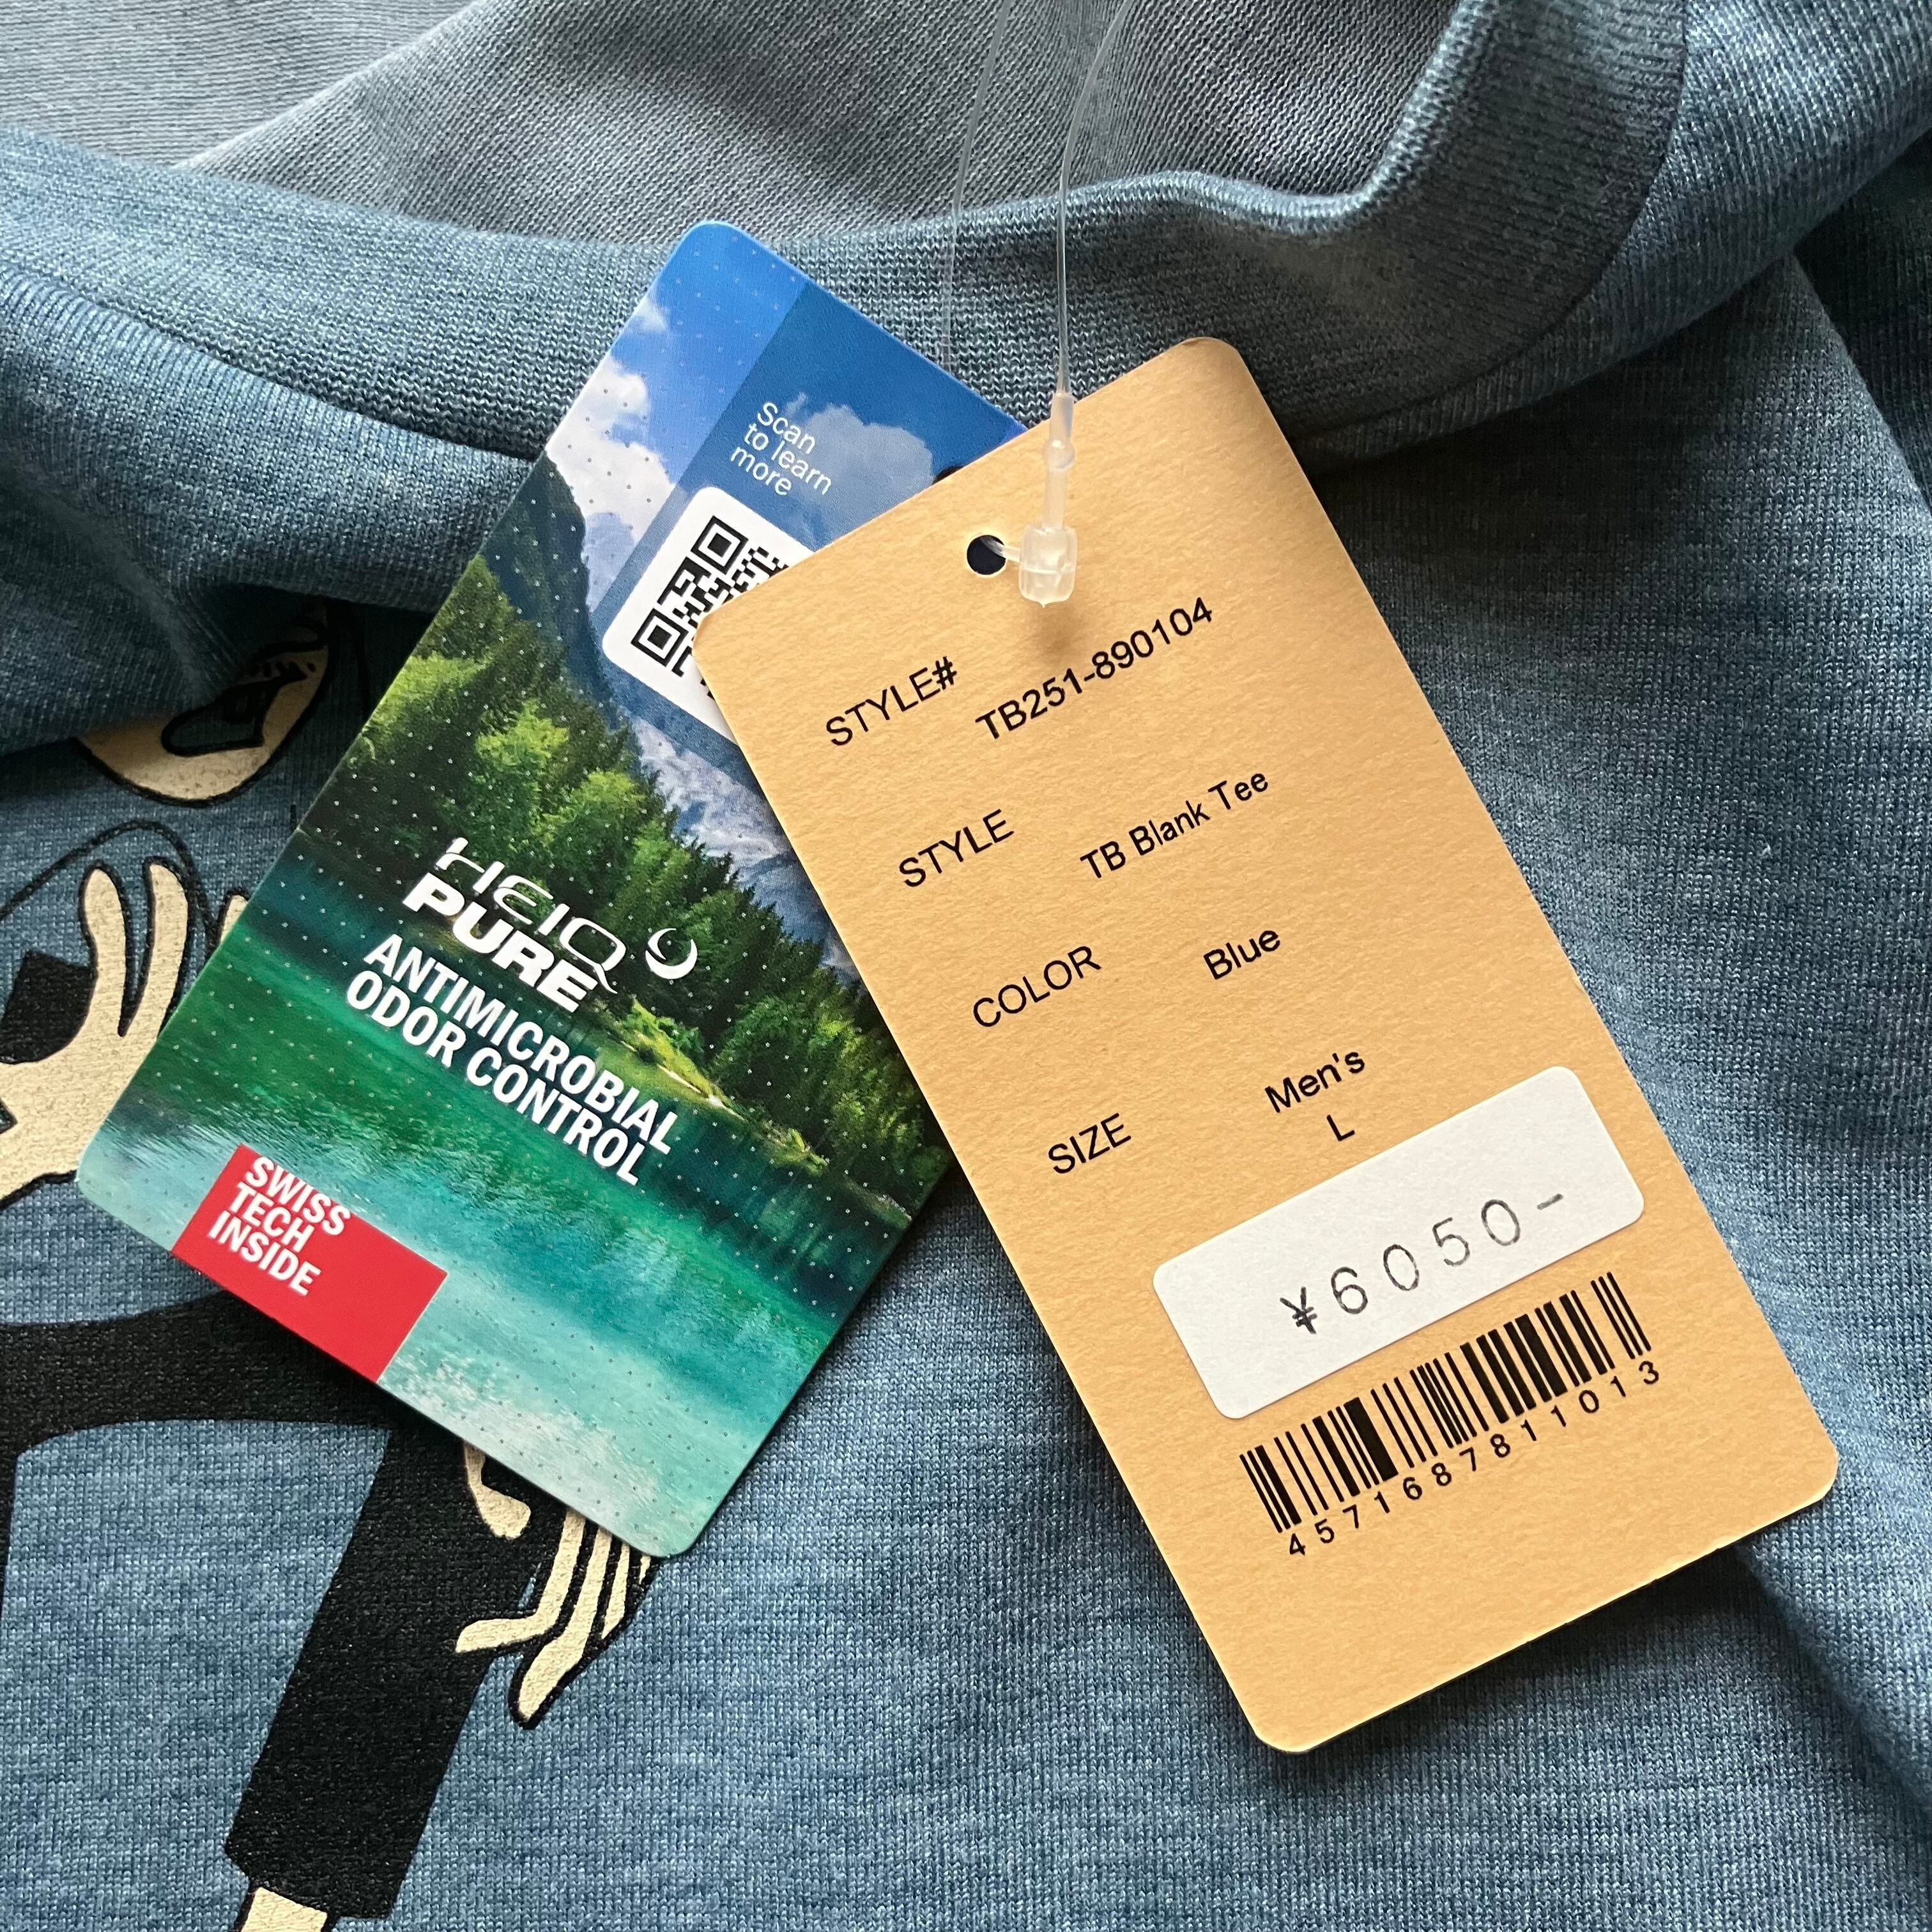 Scan
to learn
more
HEIQ
PURE
ANTIMICROBIAL
ODOR CONTROL
SWISS
TECH
INSIDE
STYLE# TB251-890104
STYLE TB Blank Tee
COLOR Blue
SIZE Men's
L
¥6050-
4571687811013